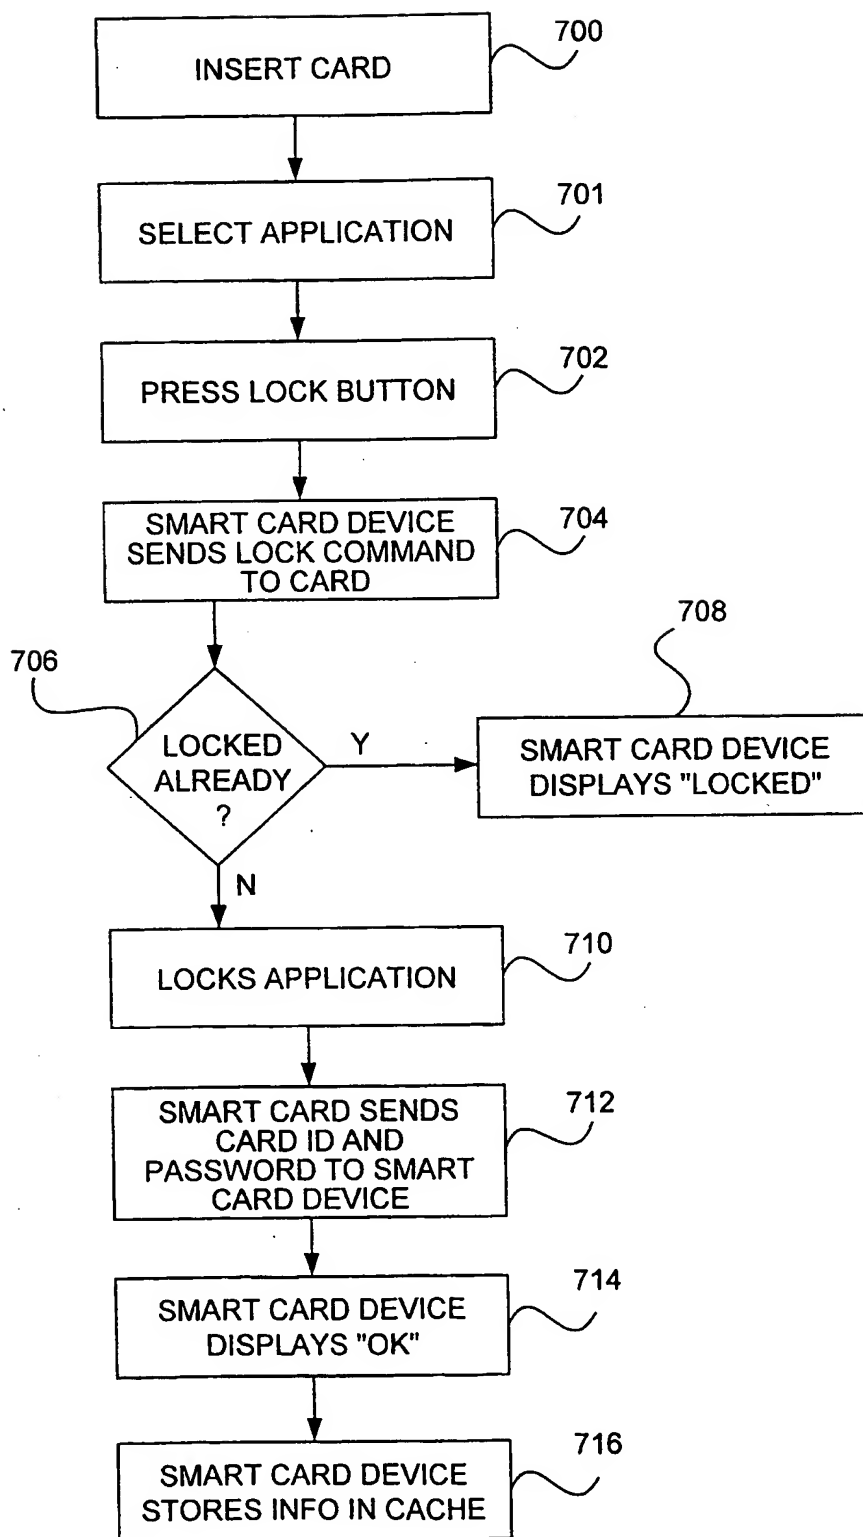 INSERT CARD
700
SELECT APPLICATION
701
PRESS LOCK BUTTON
702
SMART CARD DEVICE
SENDS LOCK COMMAND
TO CARD
704
706
LOCKED
ALREADY
?
Y
N
708
SMART CARD DEVICE
DISPLAYS "LOCKED"
LOCKS APPLICATION
710
SMART CARD SENDS
CARD ID AND
PASSWORD TO SMART
CARD DEVICE
712
SMART CARD DEVICE
DISPLAYS "OK"
714
SMART CARD DEVICE
STORES INFO IN CACHE
716